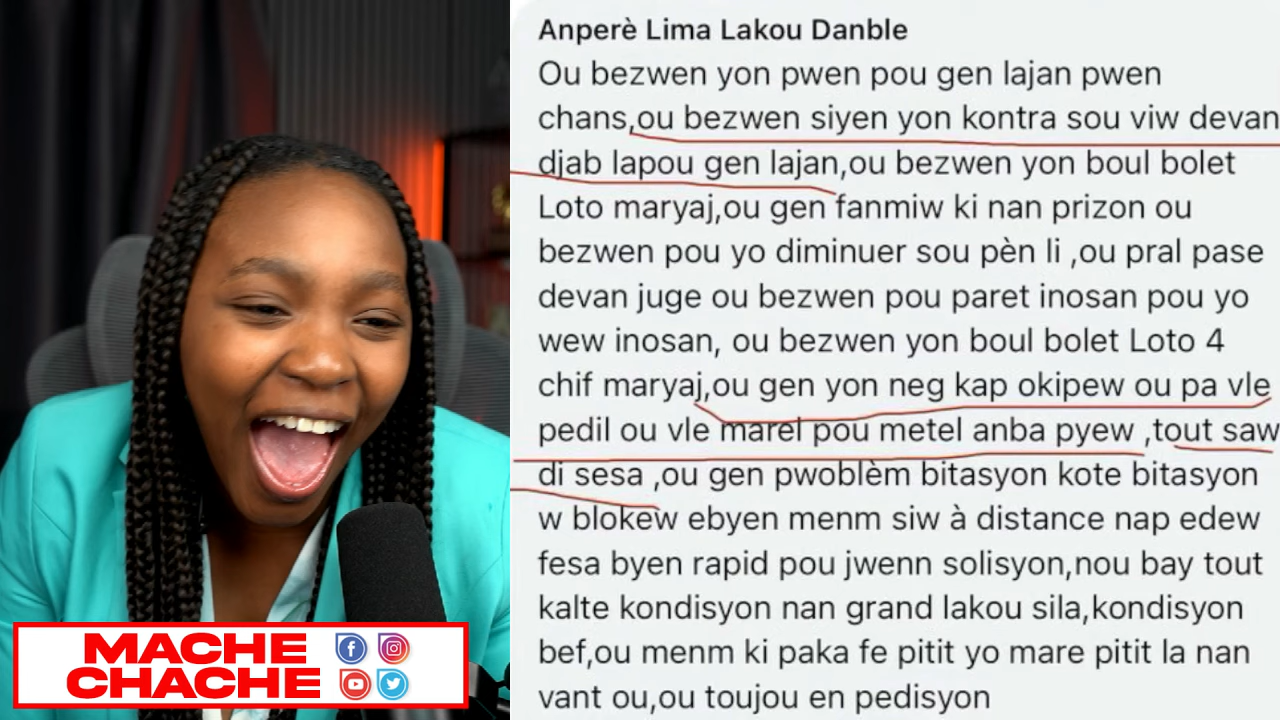 Anperè Lima Lakou Danble
Ou bezwen yon pwen pou gen lajan pwen
chans,ou bezwen siyen yon kontra sou viw devan
djab lapou gen lajan,ou bezwen yon boul bolet
Loto maryaj,ou gen fanmiw ki nan prizon ou
bezwen pou yo diminuer sou pèn li ,ou pral pase
devan juge ou bezwen pou paret inosan pou yo
wew inosan, ou bezwen yon boul bolet Loto 4
chif maryaj,ou gen yon neg kap okipew ou pa vle
pedil ou vle marel pou metel anba pyew ,tout saw
di sesa ,ou gen pwoblèm bitasyon kote bitasyon
w blokew ebyen menm siw à distance nap edew
fesa byen rapid pou jwenn solisyon,nou bay tout
kalte kondisyon nan grand lakou sila,kondisyon
bef,ou menm ki paka fe pitit yo mare pitit la nan
vant ou,ou toujou en pedisyon
MACHE
CHACHE